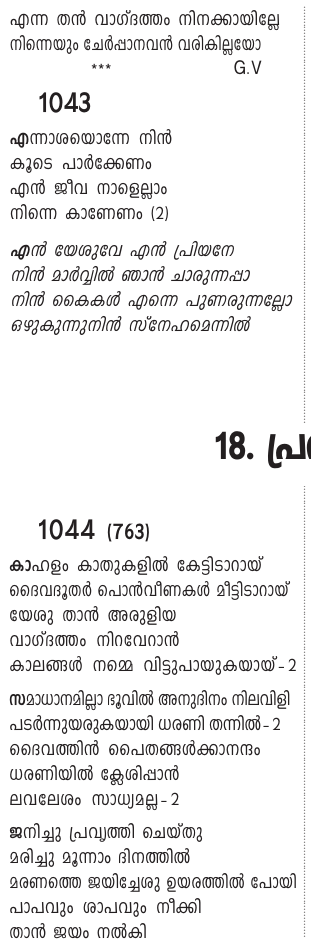 എന്ന തൻ വാഗ്ദത്തം നിനക്കായില്ലേ
നിന്നെയും ചേർപ്പാനവൻ വരികില്ലയോ
*** G.V
1043
എന്നാശയൊന്നേ നിൻ
കൂടെ പാർക്കേണം
എൻ ജീവ നാളെല്ലാം
നിന്നെ കാണേണം (2)
എൻ യേശുവേ എൻ പ്രിയനേ
നിൻ മാർവ്വിൽ ഞാൻ ചാരുന്നപ്പാ
നിൻ കൈകൾ എന്നെ പുണരുന്നല്ലോ
ഒഴുകുന്നുനിൻ സ്നേഹമെന്നിൽ
18.
1044 (763)
കാഹളം കാതുകളിൽ കേട്ടിടാറായ്
ദൈവദൂതർ പൊൻവീണകൾ മീട്ടിടാറായ്
യേശു താൻ അരുളിയ
വാഗ്ദത്തം നിറവേറാൻ
കാലങ്ങൾ നമ്മെ വിട്ടുപായുകയായ് - 2
സമാധാനമില്ലാ ഭൂവിൽ അനുദിനം നിലവിളി
പടർന്നുയരുകയായി ധരണി തന്നിൽ - 2
ദൈവത്തിൻ പൈതങ്ങൾക്കാനന്ദം
ധരണിയിൽ ക്ലേശിപ്പാൻ
ലവലേശം സാധ്യമല്ല - 2
ജനിച്ചു പ്രവൃത്തി ചെയ്തു
മരിച്ചു മൂന്നാം ദിനത്തിൽ
മരണത്തെ ജയിച്ചേശു ഉയരത്തിൽ പോയി
പാപവും ശാപവും നീക്കി
താൻ ജയം നൽകി